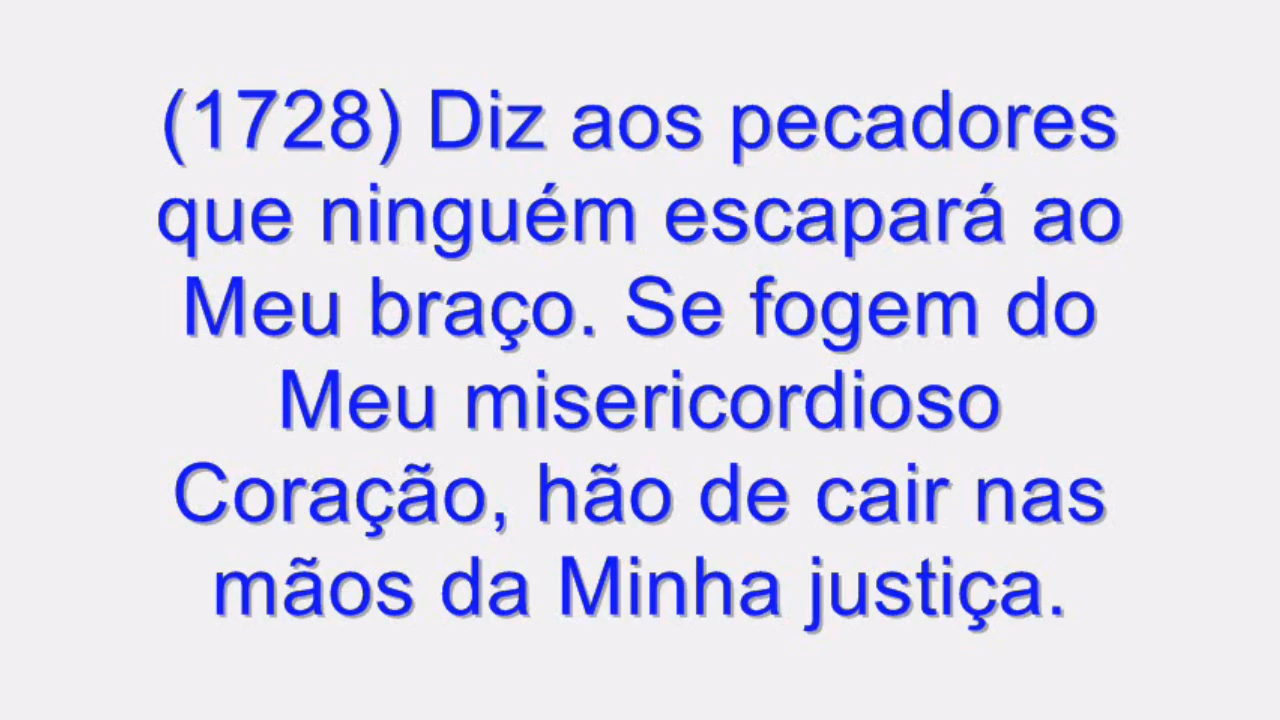 (1728) Diz aos pecadores
que ninguém escapará ao
Meu braço. Se fogem do
Meu misericordioso
Coração, hão de cair nas
mãos da Minha justiça.